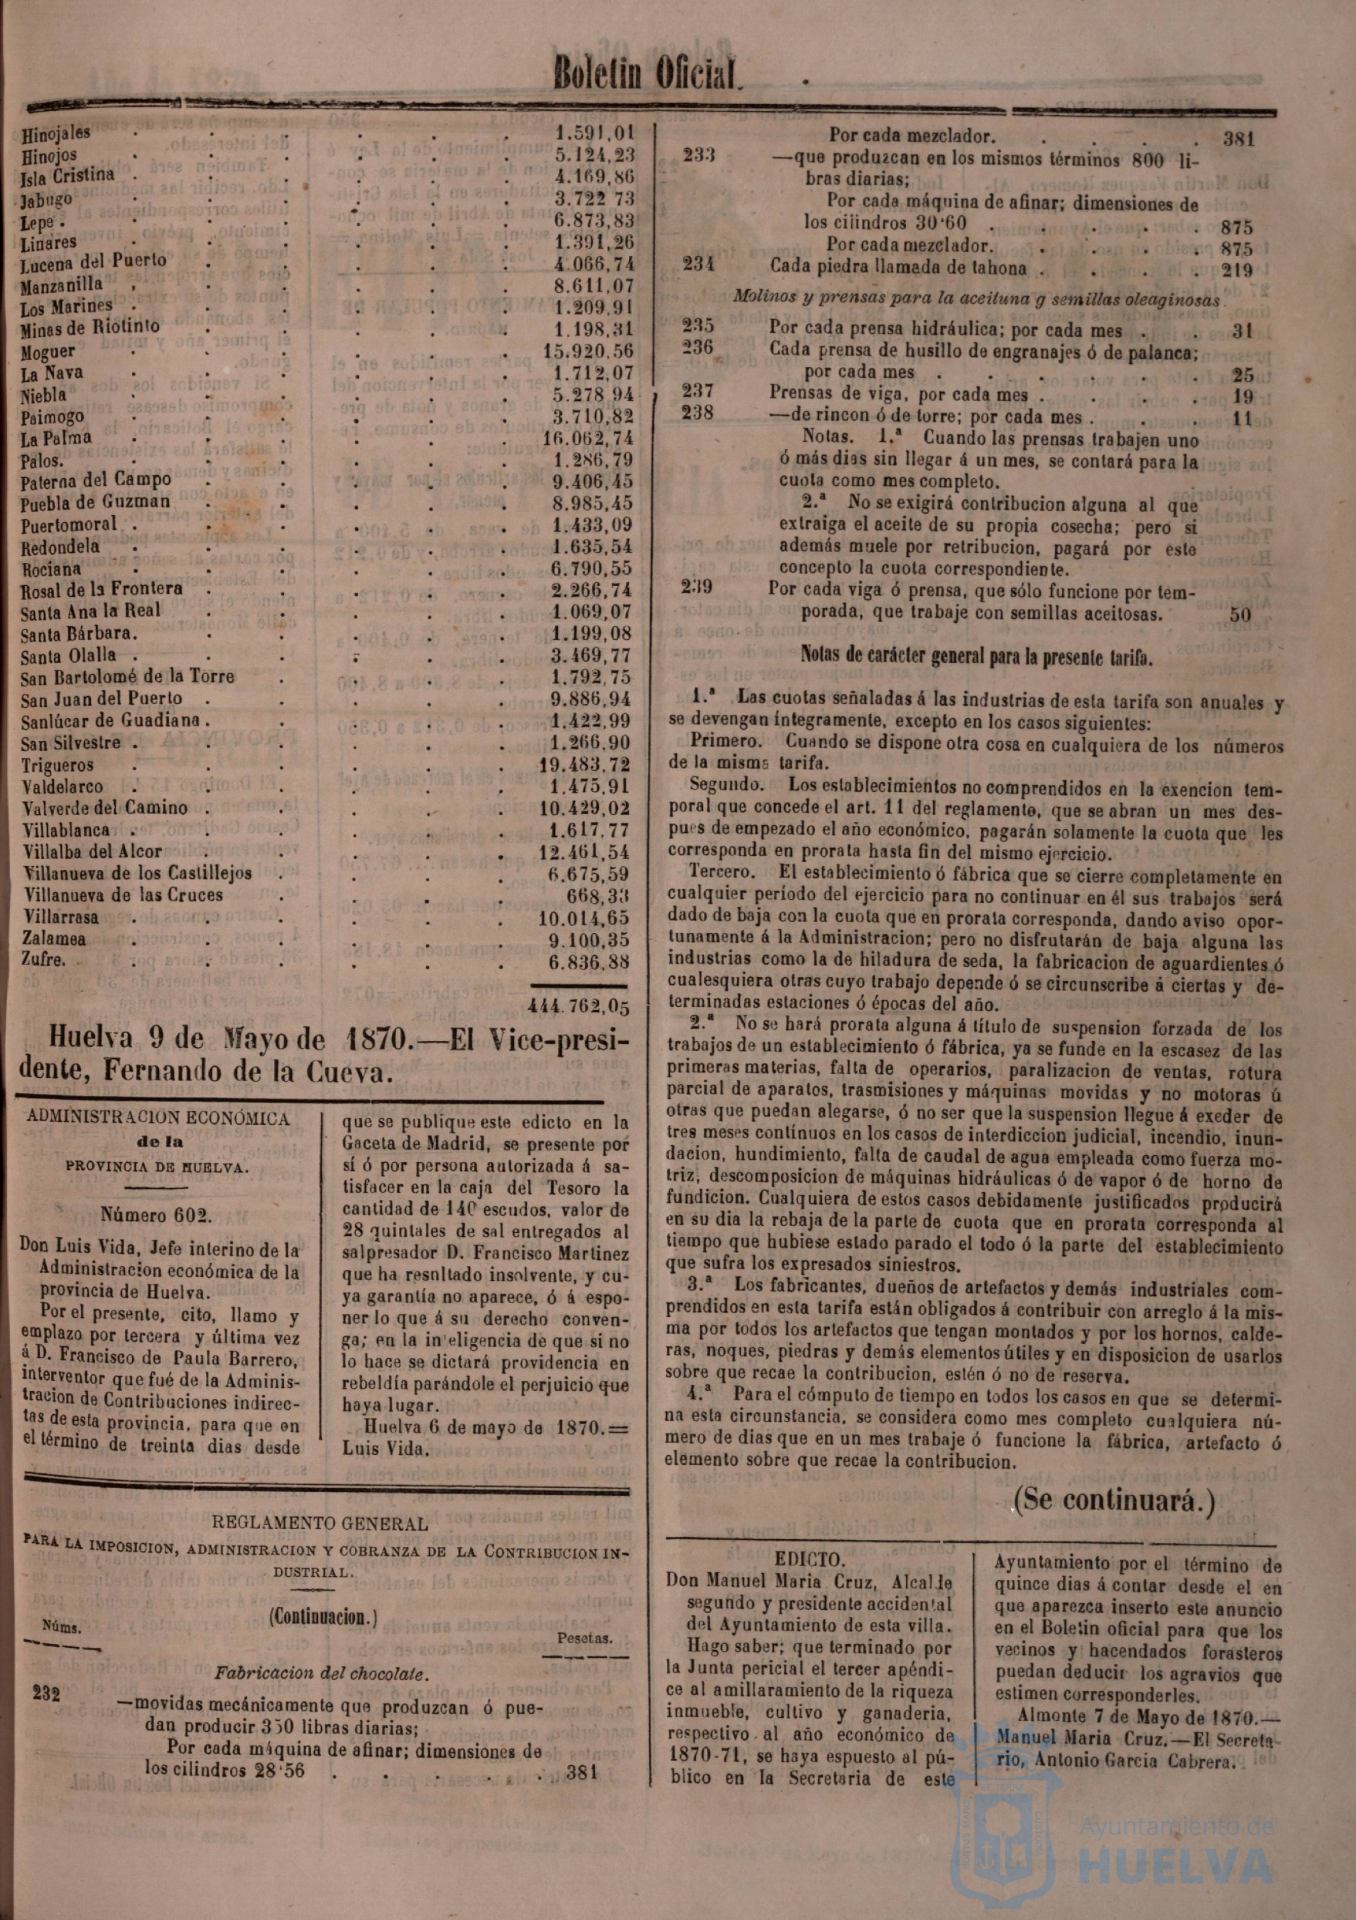 Boletin Oficial.
Hinojales . . . . . . 1.591,01
Hinojos . . . . . . 5.124,23
Isla Cristina . . . . . . 4.169,86
Jabugo . . . . . . 3.722 73
Lepe . . . . . . 6.873,83
Linares . . . . . . 1.391,26
Lucena del Puerto . . . . . 4.066,74
Manzanilla . . . . . . 8.611,07
Los Marines . . . . . . 1.209,91
Minas de Riotinto . . . . . 1.198,31
Moguer . . . . . . 15.920,56
La Nava . . . . . . 1.712,07
Niebla . . . . . . 5.278 94
Paimogo . . . . . . 3.710,82
La Palma . . . . . . 16.062,74
Palos. . . . . . . 1.286,79
Paterna del Campo . . . . . 9.406,45
Puebla de Guzman . . . . . 8.985,45
Puertomoral . . . . . . 1.433,09
Redondela . . . . . . 1.635,54
Rociana . . . . . . 6.790,55
Rosal de la Frontera . . . . . 2.266,74
Santa Ana la Real . . . . . 1.069,07
Santa Bárbara. . . . . . 1.199,08
Santa Olalla . . . . . . 3.469,77
San Bartolomé de la Torre . . . . 1.792,75
San Juan del Puerto . . . . . 9.886,94
Sanlúcar de Guadiana . . . . . 1.422,99
San Silvestre . . . . . . 1.266,90
Trigueros . . . . . . 19.483,72
Valdelarco . . . . . . 1.475,91
Valverde del Camino . . . . . 10.429,02
Villablanca . . . . . . 1.617,77
Villalba del Alcor . . . . . 12.461,54
Villanueva de los Castillejos . . . . 6.675,59
Villanueva de las Cruces . . . . 668,33
Villarrasa . . . . . . 10.014,65
Zalamea . . . . . . 9.100,35
Zufre. . . . . . . 6.836,88
444.762,05
Huelva 9 de Mayo de 1870.—El Vice-presi-
dente, Fernando de la Cueva.
ADMINISTRACION ECONÓMICA
de la
PROVINCIA DE HUELVA.
Número 602.
Don Luis Vida, Jefe interino de la
Administracion económica de la
provincia de Huelva.
Por el presente, cito, llamo y
emplazo por tercera y última vez
á D. Francisco de Paula Barrero,
interventor que fué de la Adminis-
tracion de Contribuciones indirec-
tas de esta provincia, para que en
el término de treinta dias desde
que se publique este edicto en la
Gaceta de Madrid, se presente por
sí ó por persona autorizada á sa-
tisfacer en la caja del Tesoro la
cantidad de 140 escudos, valor de
28 quintales de sal entregados al
salpresador D. Francisco Martinez
que ha resultado insolvente, y cu-
ya garantía no aparece, ó á espo-
ner lo que á su derecho conven-
ga; en la in'eligencia de que si no
lo hace se dictará providencia en
rebeldía parándole el perjuicio que
haya lugar.
Huelva 6 de mayo de 1870.=
Luis Vida.
REGLAMENTO GENERAL
PARA LA IMPOSICION, ADMINISTRACION Y COBRANZA DE LA CONTRIBUCION IN-
DUSTRIAL.
(Continuacion.)
Núms.
Pesetas.
Fabricacion del chocolate.
232 —movidas mecánicamente que produzcan ó pue-
dan producir 350 libras diarias;
Por cada máquina de afinar; dimensiones de
los cilindros 28‘56 . . . . . . 381
Por cada mezclador. . . . . . 381
233 —que produzcan en los mismos términos 800 li-
bras diarias;
Por cada máquina de afinar; dimensiones de
los cilindros 30‘60 . . . . . 875
Por cada mezclador. . . . . 875
234 Cada piedra llamada de tahona . . . . 219
Molinos y prensas para la aceituna g semillas oleaginosas.
235 Por cada prensa hidráulica; por cada mes . . 31
236 Cada prensa de husillo de engranajes ó de palanca;
por cada mes . . . . . . 25
237 Prensas de viga, por cada mes . . . . 19
238 —de rincon ó de torre; por cada mes . . . 11
Notas. 1.ª Cuando las prensas trabajen uno
ó más dias sin llegar á un mes, se contará para la
cuota como mes completo.
2.ª No se exigirá contribucion alguna al que
extraiga el aceite de su propia cosecha; pero si
además muele por retribucion, pagará por este
concepto la cuota correspondiente.
239 Por cada viga ó prensa, que sólo funcione por tem-
porada, que trabaje con semillas aceitosas. 50
Notas de carácter general para la presente tarifa.
1.ª Las cuotas señaladas á las industrias de esta tarifa son anuales y
se devengan íntegramente, excepto en los casos siguientes:
Primero. Cuando se dispone otra cosa en cualquiera de los números
de la misma tarifa.
Segundo. Los establecimientos no comprendidos en la exencion tem-
poral que concede el art. 11 del reglamento, que se abran un mes des-
pues de empezado el año económico, pagarán solamente la cuota que les
corresponda en prorata hasta fin del mismo ejercicio.
Tercero. El establecimiento ó fábrica que se cierre completamente en
cualquier período del ejercicio para no continuar en él sus trabajos será
dado de baja con la cuota que en prorata corresponda, dando aviso opor-
tunamente á la Administracion; pero no disfrutarán de baja alguna las
industrias como la de hiladura de seda, la fabricacion de aguardientes ó
cualesquiera otras cuyo trabajo depende ó se circunscribe á ciertas y de-
terminadas estaciones ó épocas del año.
2.ª No se hará prorata alguna á título de suspension forzada de los
trabajos de un establecimiento ó fábrica, ya se funde en la escasez de las
primeras materias, falta de operarios, paralizacion de ventas, rotura
parcial de aparatos, trasmisiones y máquinas movidas y no motoras ú
otras que puedan alegarse, ó no ser que la suspension llegue á exeder de
tres meses contínuos en los casos de interdiccion judicial, incendio, inun-
dacion, hundimiento, falta de caudal de agua empleada como fuerza mo-
triz, descomposicion de máquinas hidráulicas ó de vapor ó de horno de
fundicion. Cualquiera de estos casos debidamente justificados producirá
en su dia la rebaja de la parte de cuota que en prorata corresponda al
tiempo que hubiese estado parado el todo ó la parte del establecimiento
que sufra los expresados siniestros.
3.ª Los fabricantes, dueños de artefactos y demás industriales com-
prendidos en esta tarifa están obligados á contribuir con arreglo á la mis-
ma por todos los artefactos que tengan montados y por los hornos, calde-
ras, noques, piedras y demás elementos útiles y en disposicion de usarlos
sobre que recae la contribucion, estén ó no de reserva.
4.ª Para el cómputo de tiempo en todos los casos en que se determi-
na esta circunstancia, se considera como mes completo cualquiera nú-
mero de dias que en un mes trabaje ó funcione la fábrica, artefacto ó
elemento sobre que recae la contribucion.
(Se continuará.)
EDICTO.
Don Manuel Maria Cruz, Alcalde
segundo y presidente accidental
del Ayuntamiento de esta villa.
Hago saber; que terminado por
la Junta pericial el tercer apéndi-
ce al amillaramiento de la riqueza
inmueble, cultivo y ganaderia,
respectivo al año económico de
1870-71, se haya espuesto al pú-
blico en la Secretaria de este
Ayuntamiento por el término de
quince dias á contar desde el en
que aparezca inserto este anuncio
en el Boletin oficial para que los
vecinos y hacendados forasteros
puedan deducir los agravios que
estimen corresponderles.
Almonte 7 de Mayo de 1870.—
Manuel Maria Cruz.—El Secreta-
rio, Antonio Garcia Cabrera.
Ayuntamiento de
HUELVA